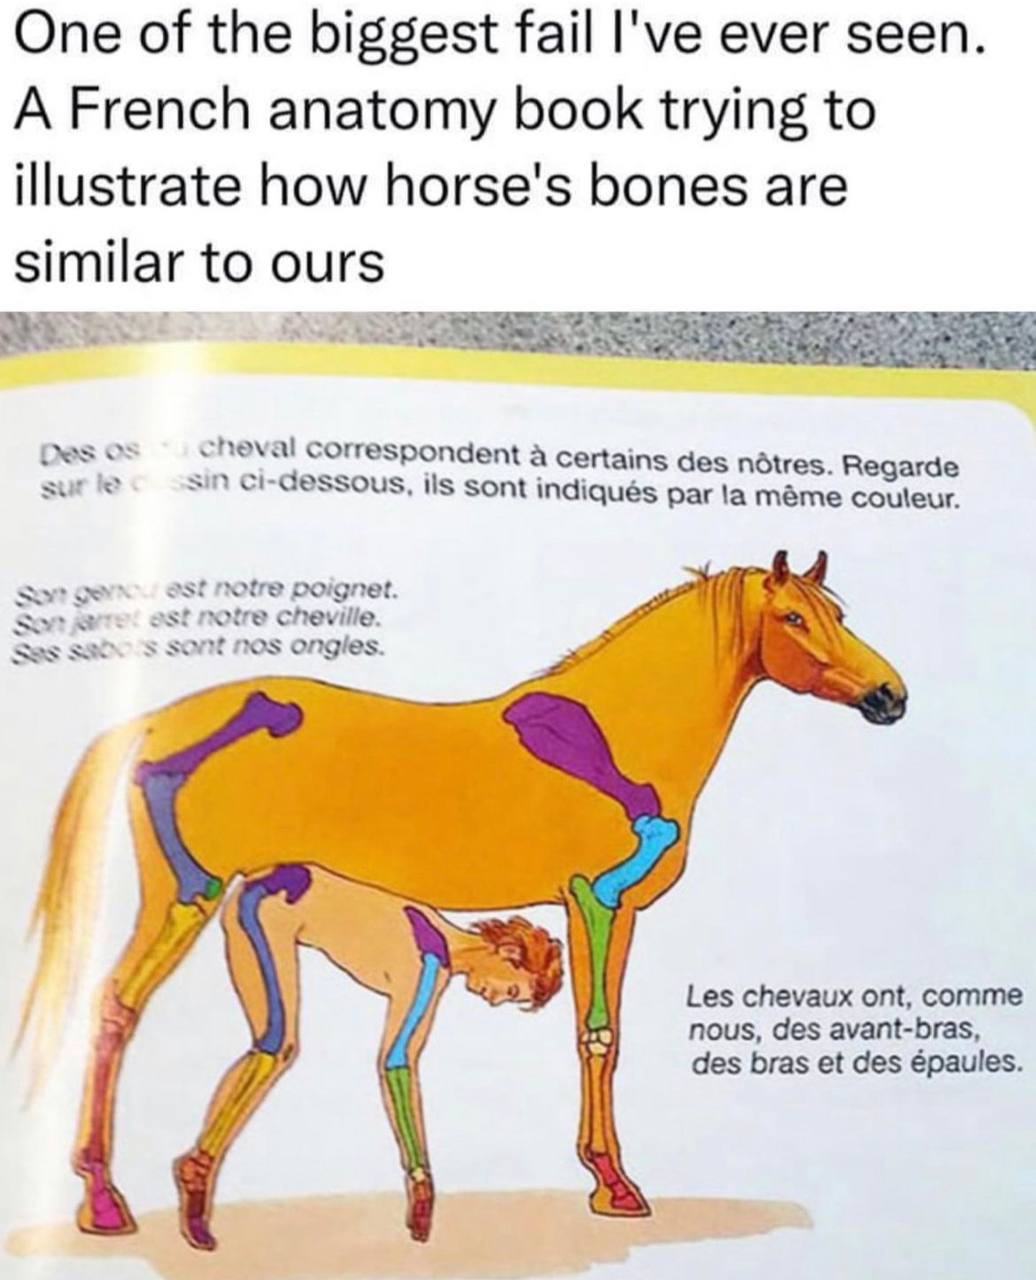 One of the biggest fail I've ever seen.
A French anatomy book trying to
illustrate how horse's bones are
similar to ours
Des os cheval correspondent à certains des nôtres. Regarde
sur le ci-dessous, ils sont indiqués par la même couleur.
Son genou est notre poignet.
Son jarret est notre cheville.
Ses sabots sont nos ongles.
Les chevaux ont, comme
nous, des avant-bras,
des bras et des épaules.